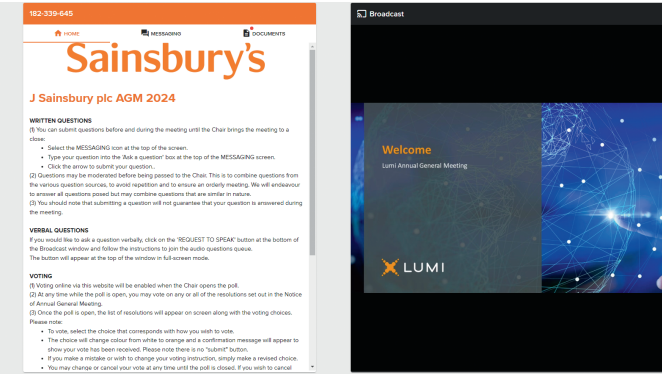 182-339-645
HOME
MESSAGING
DOCUMENTS
Sainsbury's
J Sainsbury plc AGM 2024
WRITTEN QUESTIONS
(1) You can submit questions before and during the meeting until the Chair brings the meeting to a
close:
• Select the MESSAGING icon at the top of the screen.
• Type your question into the 'Ask a question' box at the top of the MESSAGING screen.
• Click the arrow to submit your question..
(2) Questions may be moderated before being passed to the Chair. This is to combine questions from
the various question sources, to avoid repetition and to ensure an orderly meeting. We will endeavour
to answer all questions posed but may combine questions that are similar in nature.
(3) You should note that submitting a question will not guarantee that your question is answered during
the meeting.
VERBAL QUESTIONS
If you would like to ask a question verbally, click on the 'REQUEST TO SPEAK' button at the bottom of
the Broadcast window and follow the instructions to join the audio questions queue.
The button will appear at the top of the window in full-screen mode.
VOTING
(1) Voting online via this website will be enabled when the Chair opens the poll.
(2) At any time while the poll is open, you may vote on any or all of the resolutions set out in the Notice
of Annual General Meeting.
(3) Once the poll is open, the list of resolutions will appear on screen along with the voting choices.
Please note:
• To vote, select the choice that corresponds with how you wish to vote.
• The choice will change colour from white to orange and a confirmation message will appear to
show your vote has been received. Please note there is no "submit" button.
• If you make a mistake or wish to change your voting instruction, simply make a revised choice.
• You may change or cancel your vote at any time until the poll is closed. If you wish to cancel
Broadcast
Welcome
Lumi Annual General Meeting
LUMI